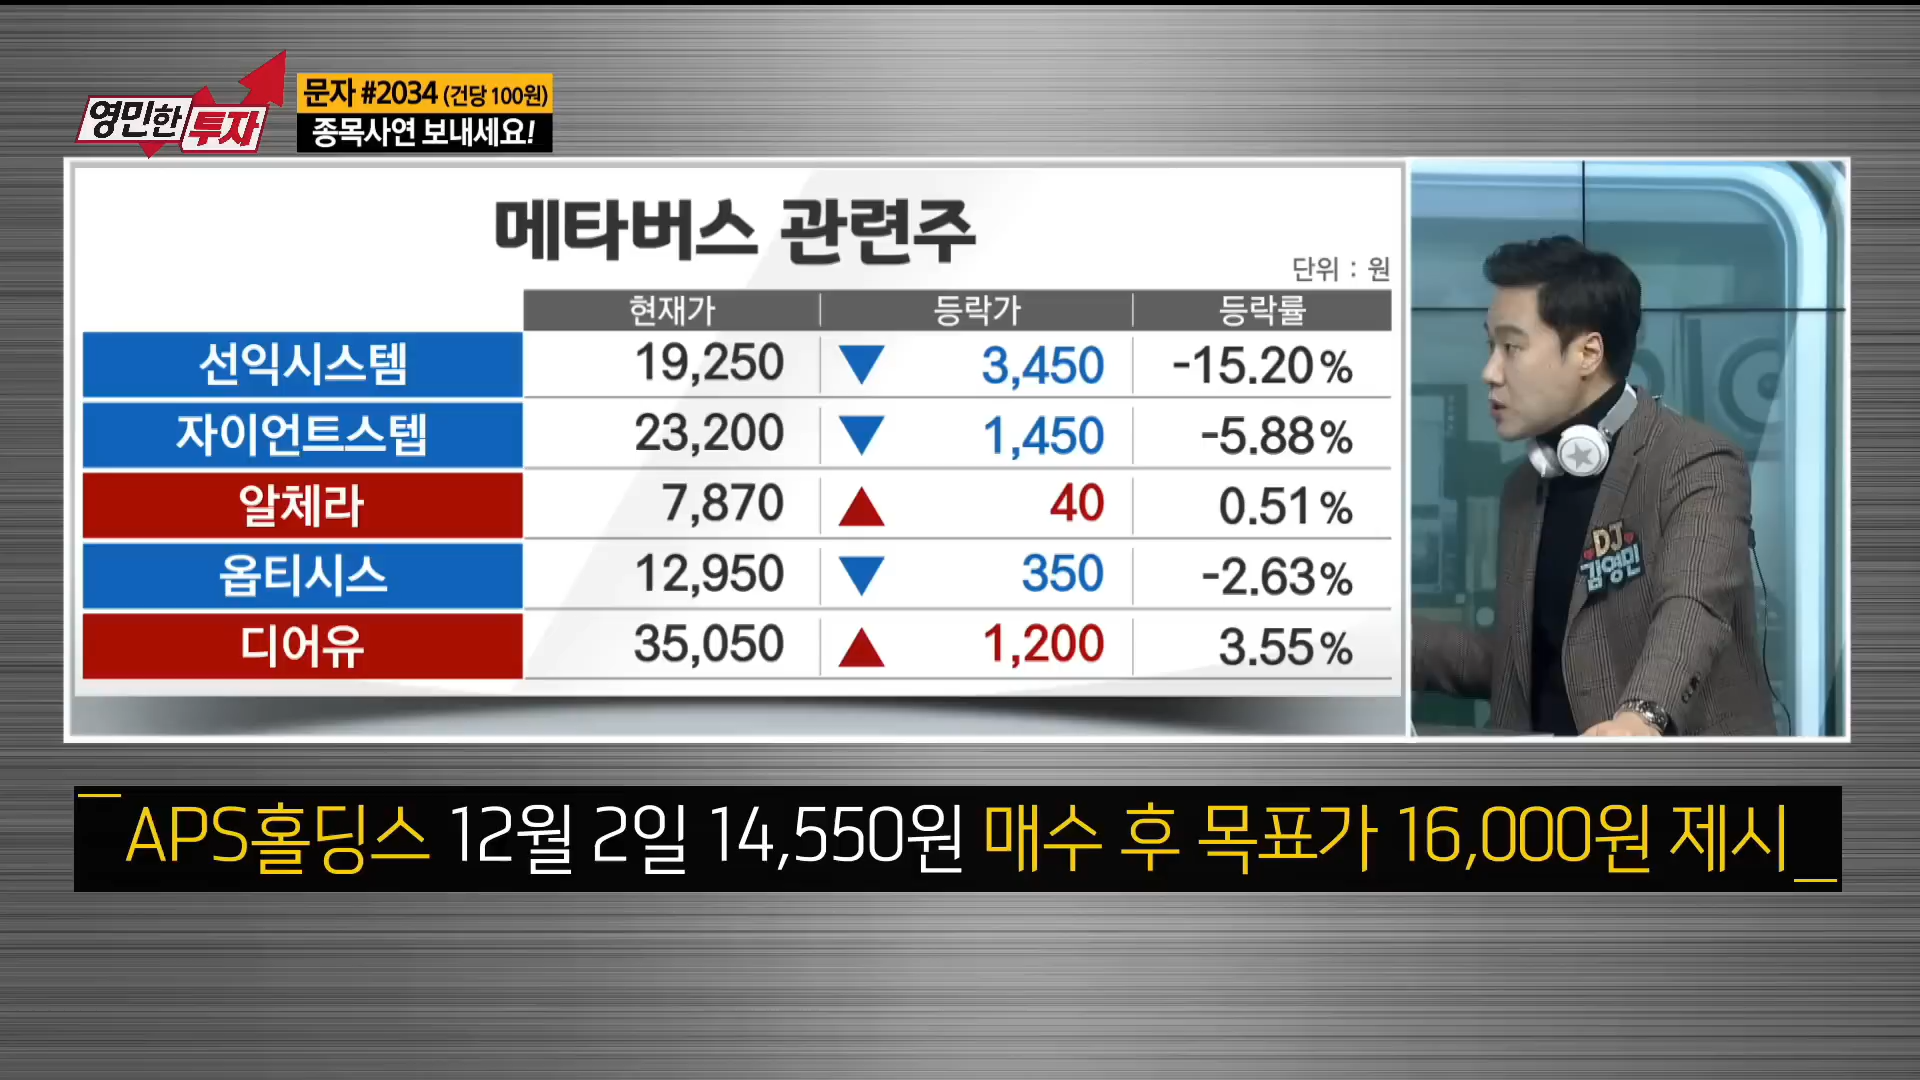 영민한 투자
문자 #2034 (건당 100원)
종목사연 보내세요!
메타버스 관련주
단위 : 원
현재가 등락가 등락률
선익시스템 19,250 ▼ 3,450 -15.20%
자이언트스텝 23,200 ▼ 1,450 -5.88%
알체라 7,870 ▲ 40 0.51%
옵티시스 12,950 ▼ 350 -2.63%
디어유 35,050 ▲ 1,200 3.55%
DJ
김영민
APS홀딩스 12월 2일 14,550원 매수 후 목표가 16,000원 제시